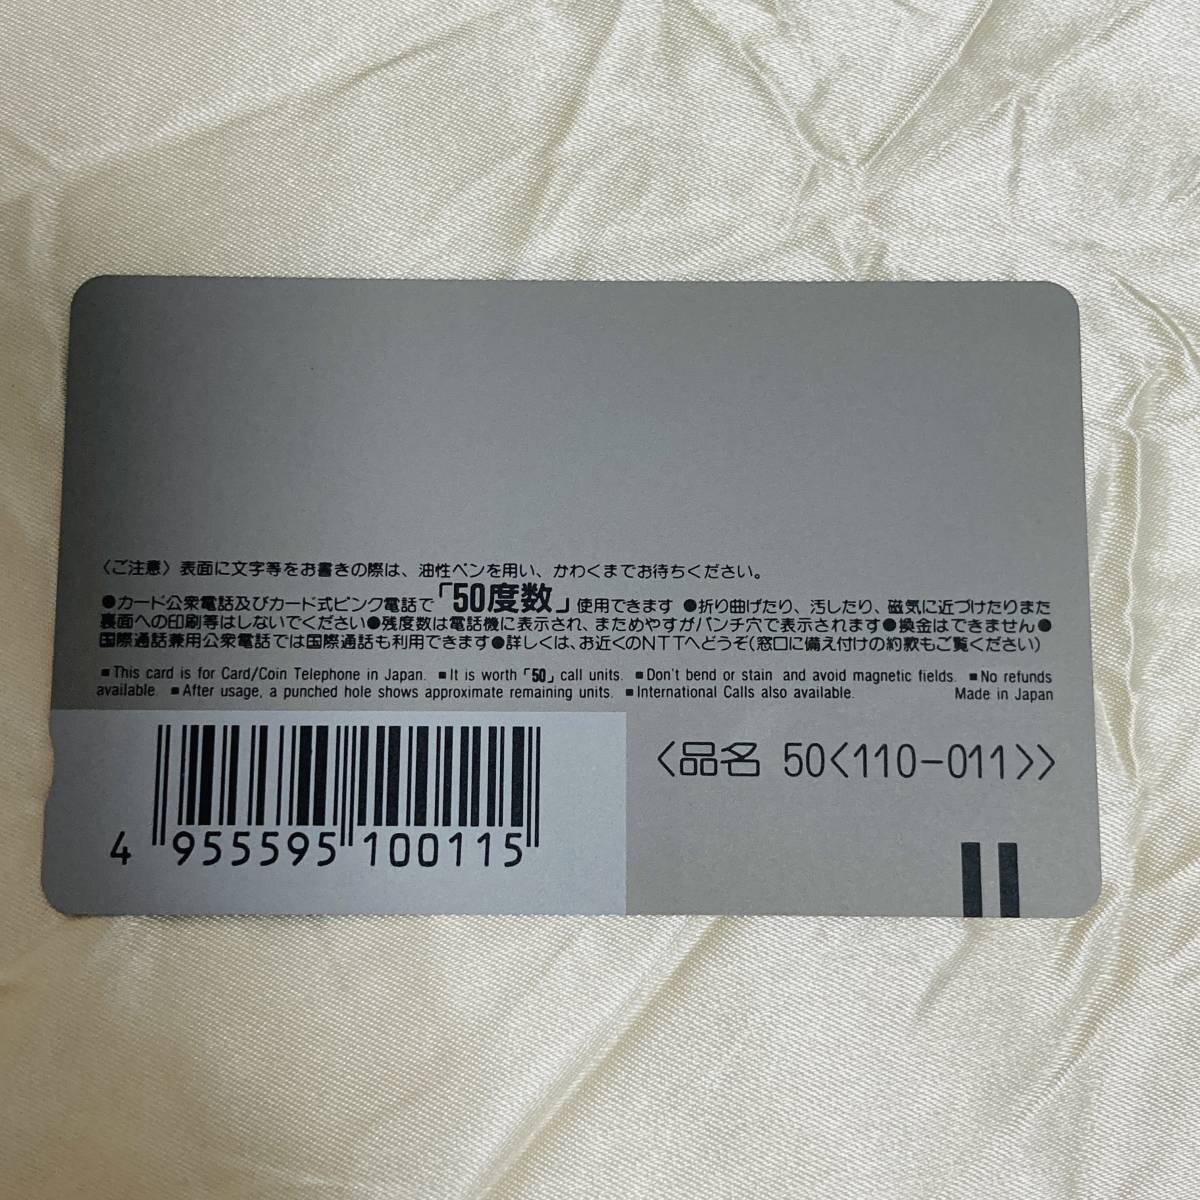 〈ご注意〉表面に文字等をお書きの際は、油性ペンを用い、かわくまでお待ちください。
●カード公衆電話及びカード式ピンク電話で「50度数」使用できます ●折り曲げたり、汚したり、磁気に近づけたりまた
裏面への印刷等はしないでください●残度数は電話機に表示され、まためやすがパンチ穴で表示されます●換金はできません●
国際通話兼用公衆電話では国際通話も利用できます●詳しくは、お近くのNTTへどうぞ(窓口に備え付けの約款もご覧ください)
■This card is for Card/Coin Telephone in Japan. ■It is worth「50」call units. ■Don't bend or stain and avoid magnetic fields. ■No refunds
available. ■After usage, a punched hole shows approximate remaining units. ■International Calls also available. Made in Japan
〈品名 50〈110-011〉〉
4 955595 100115